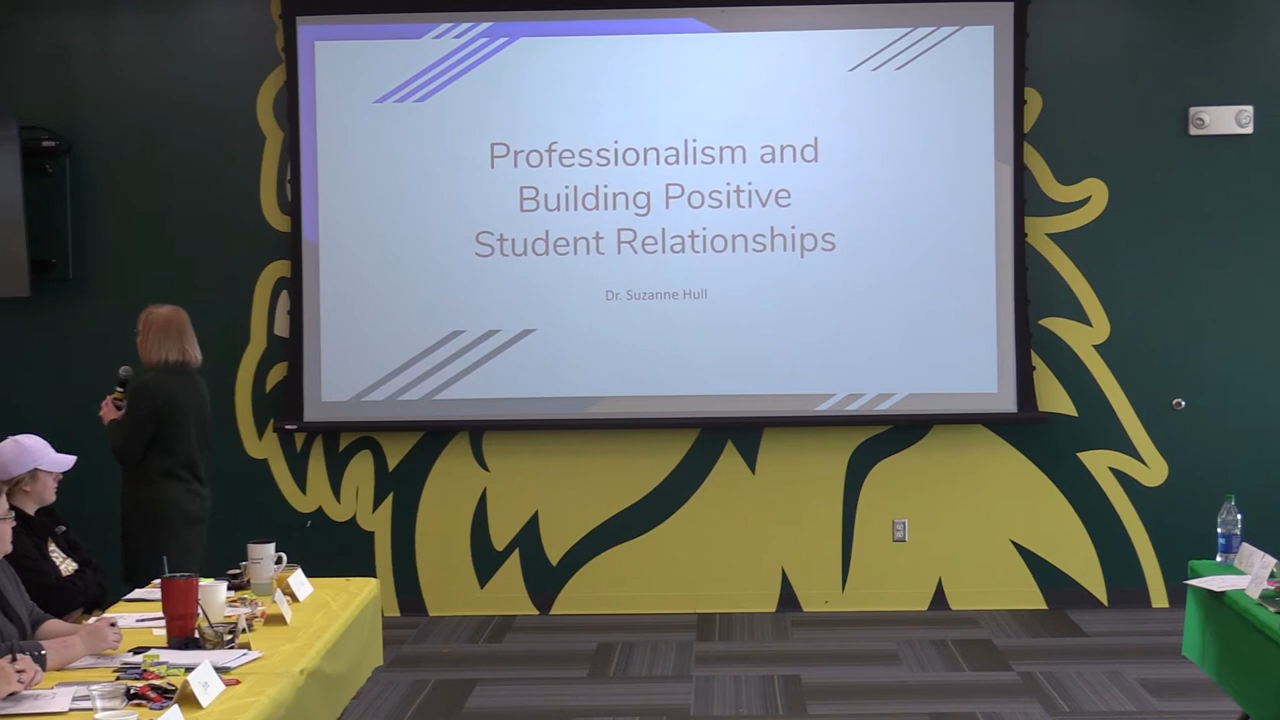 Professionalism and
Building Positive
Student Relationships
Dr. Suzanne Hull